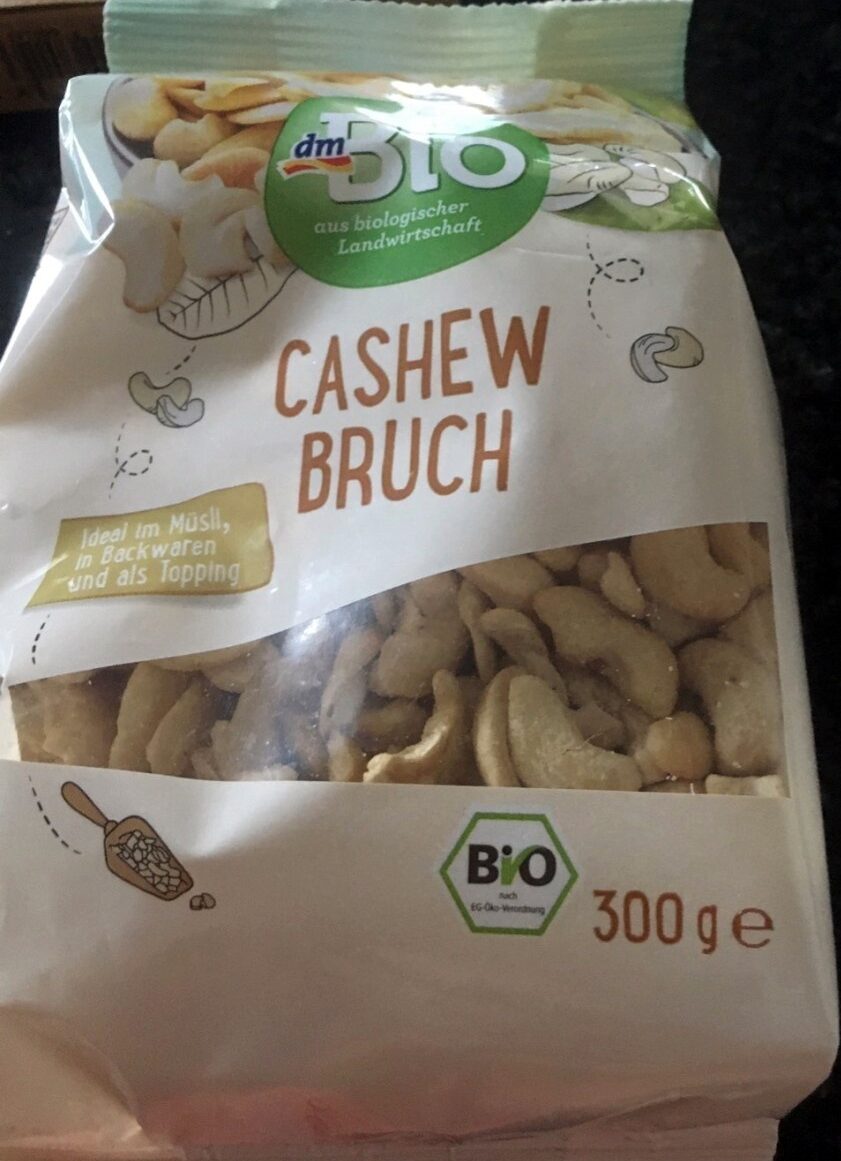 dm Bio
aus biologischer
Landwirtschaft
CASHEW
BRUCH
Ideal im Müsli,
in Backwaren
und als Topping
BiO
nach
EG-Öko-Verordnung
300 g e